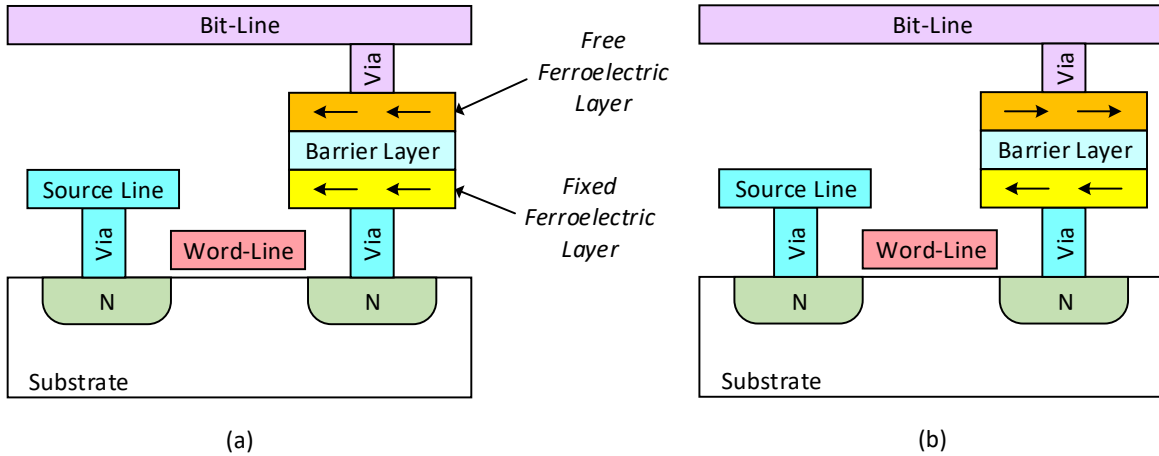 Bit-Line
Via
Free
Ferroelectric
Layer
Barrier Layer
Source Line
Via
Word-Line
Via
Fixed
Ferroelectric
Layer
N
N
Substrate
(a)
Bit-Line
Via
Barrier Layer
Source Line
Via
Word-Line
Via
N
N
Substrate
(b)